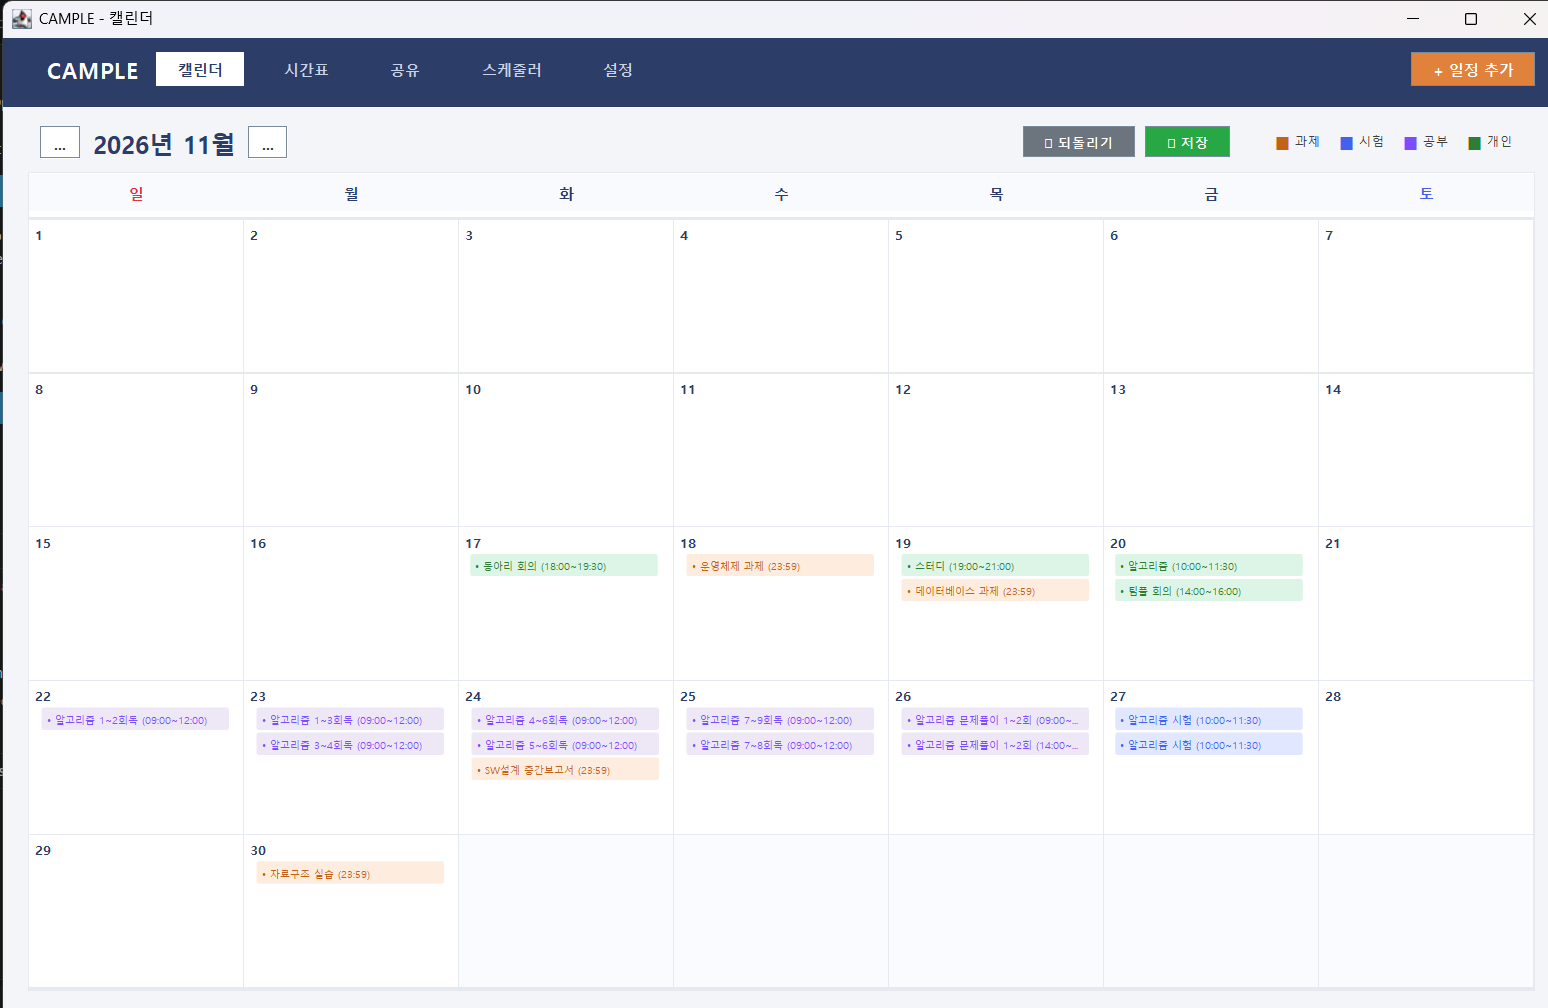 CAMPLE - 캘린더
CAMPLE 캘린더 시간표 공유 스케줄러 설정 + 일정 추가
... 2026년 11월 ... 되돌리기 저장 과제 시험 공부 개인
일 월 화 수 목 금 토
1 2 3 4 5 6 7
8 9 10 11 12 13 14
15 16 17 18 19 20 21
• 동아리 회의 (18:00~19:30) • 운영체제 과제 (23:59) • 스터디 (19:00~21:00) • 알고리즘 (10:00~11:30)
• 데이터베이스 과제 (23:59) • 팀플 회의 (14:00~16:00)
22 23 24 25 26 27 28
• 알고리즘 1~2회독 (09:00~12:00) • 알고리즘 1~3회독 (09:00~12:00) • 알고리즘 4~6회독 (09:00~12:00) • 알고리즘 7~9회독 (09:00~12:00) • 알고리즘 문제풀이 1~2회 (09:00~... • 알고리즘 시험 (10:00~11:30)
• 알고리즘 3~4회독 (09:00~12:00) • 알고리즘 5~6회독 (09:00~12:00) • 알고리즘 7~8회독 (09:00~12:00) • 알고리즘 문제풀이 1~2회 (14:00~... • 알고리즘 시험 (10:00~11:30)
• SW설계 중간보고서 (23:59)
29 30
• 자료구조 실습 (23:59)